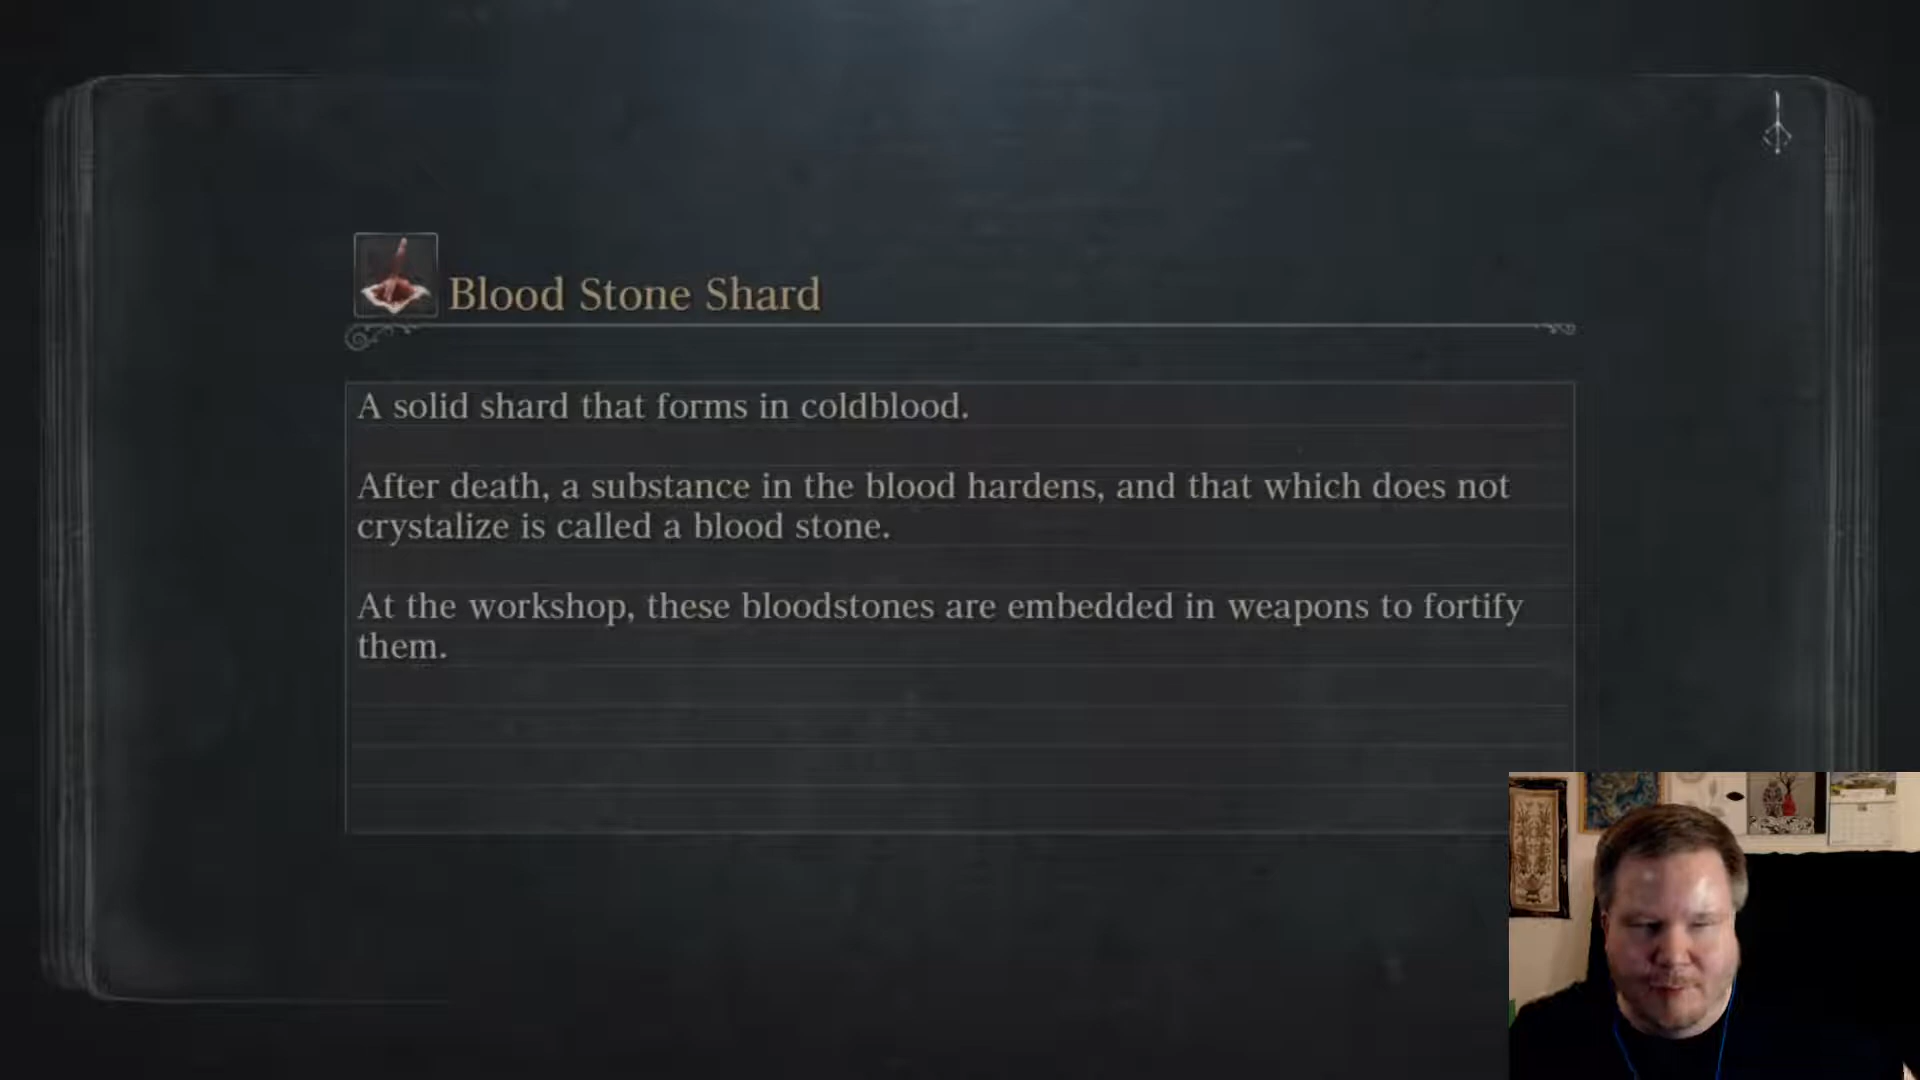 Blood Stone Shard
A solid shard that forms in coldblood.
After death, a substance in the blood hardens, and that which does not
crystalize is called a blood stone.
At the workshop, these bloodstones are embedded in weapons to fortify
them.